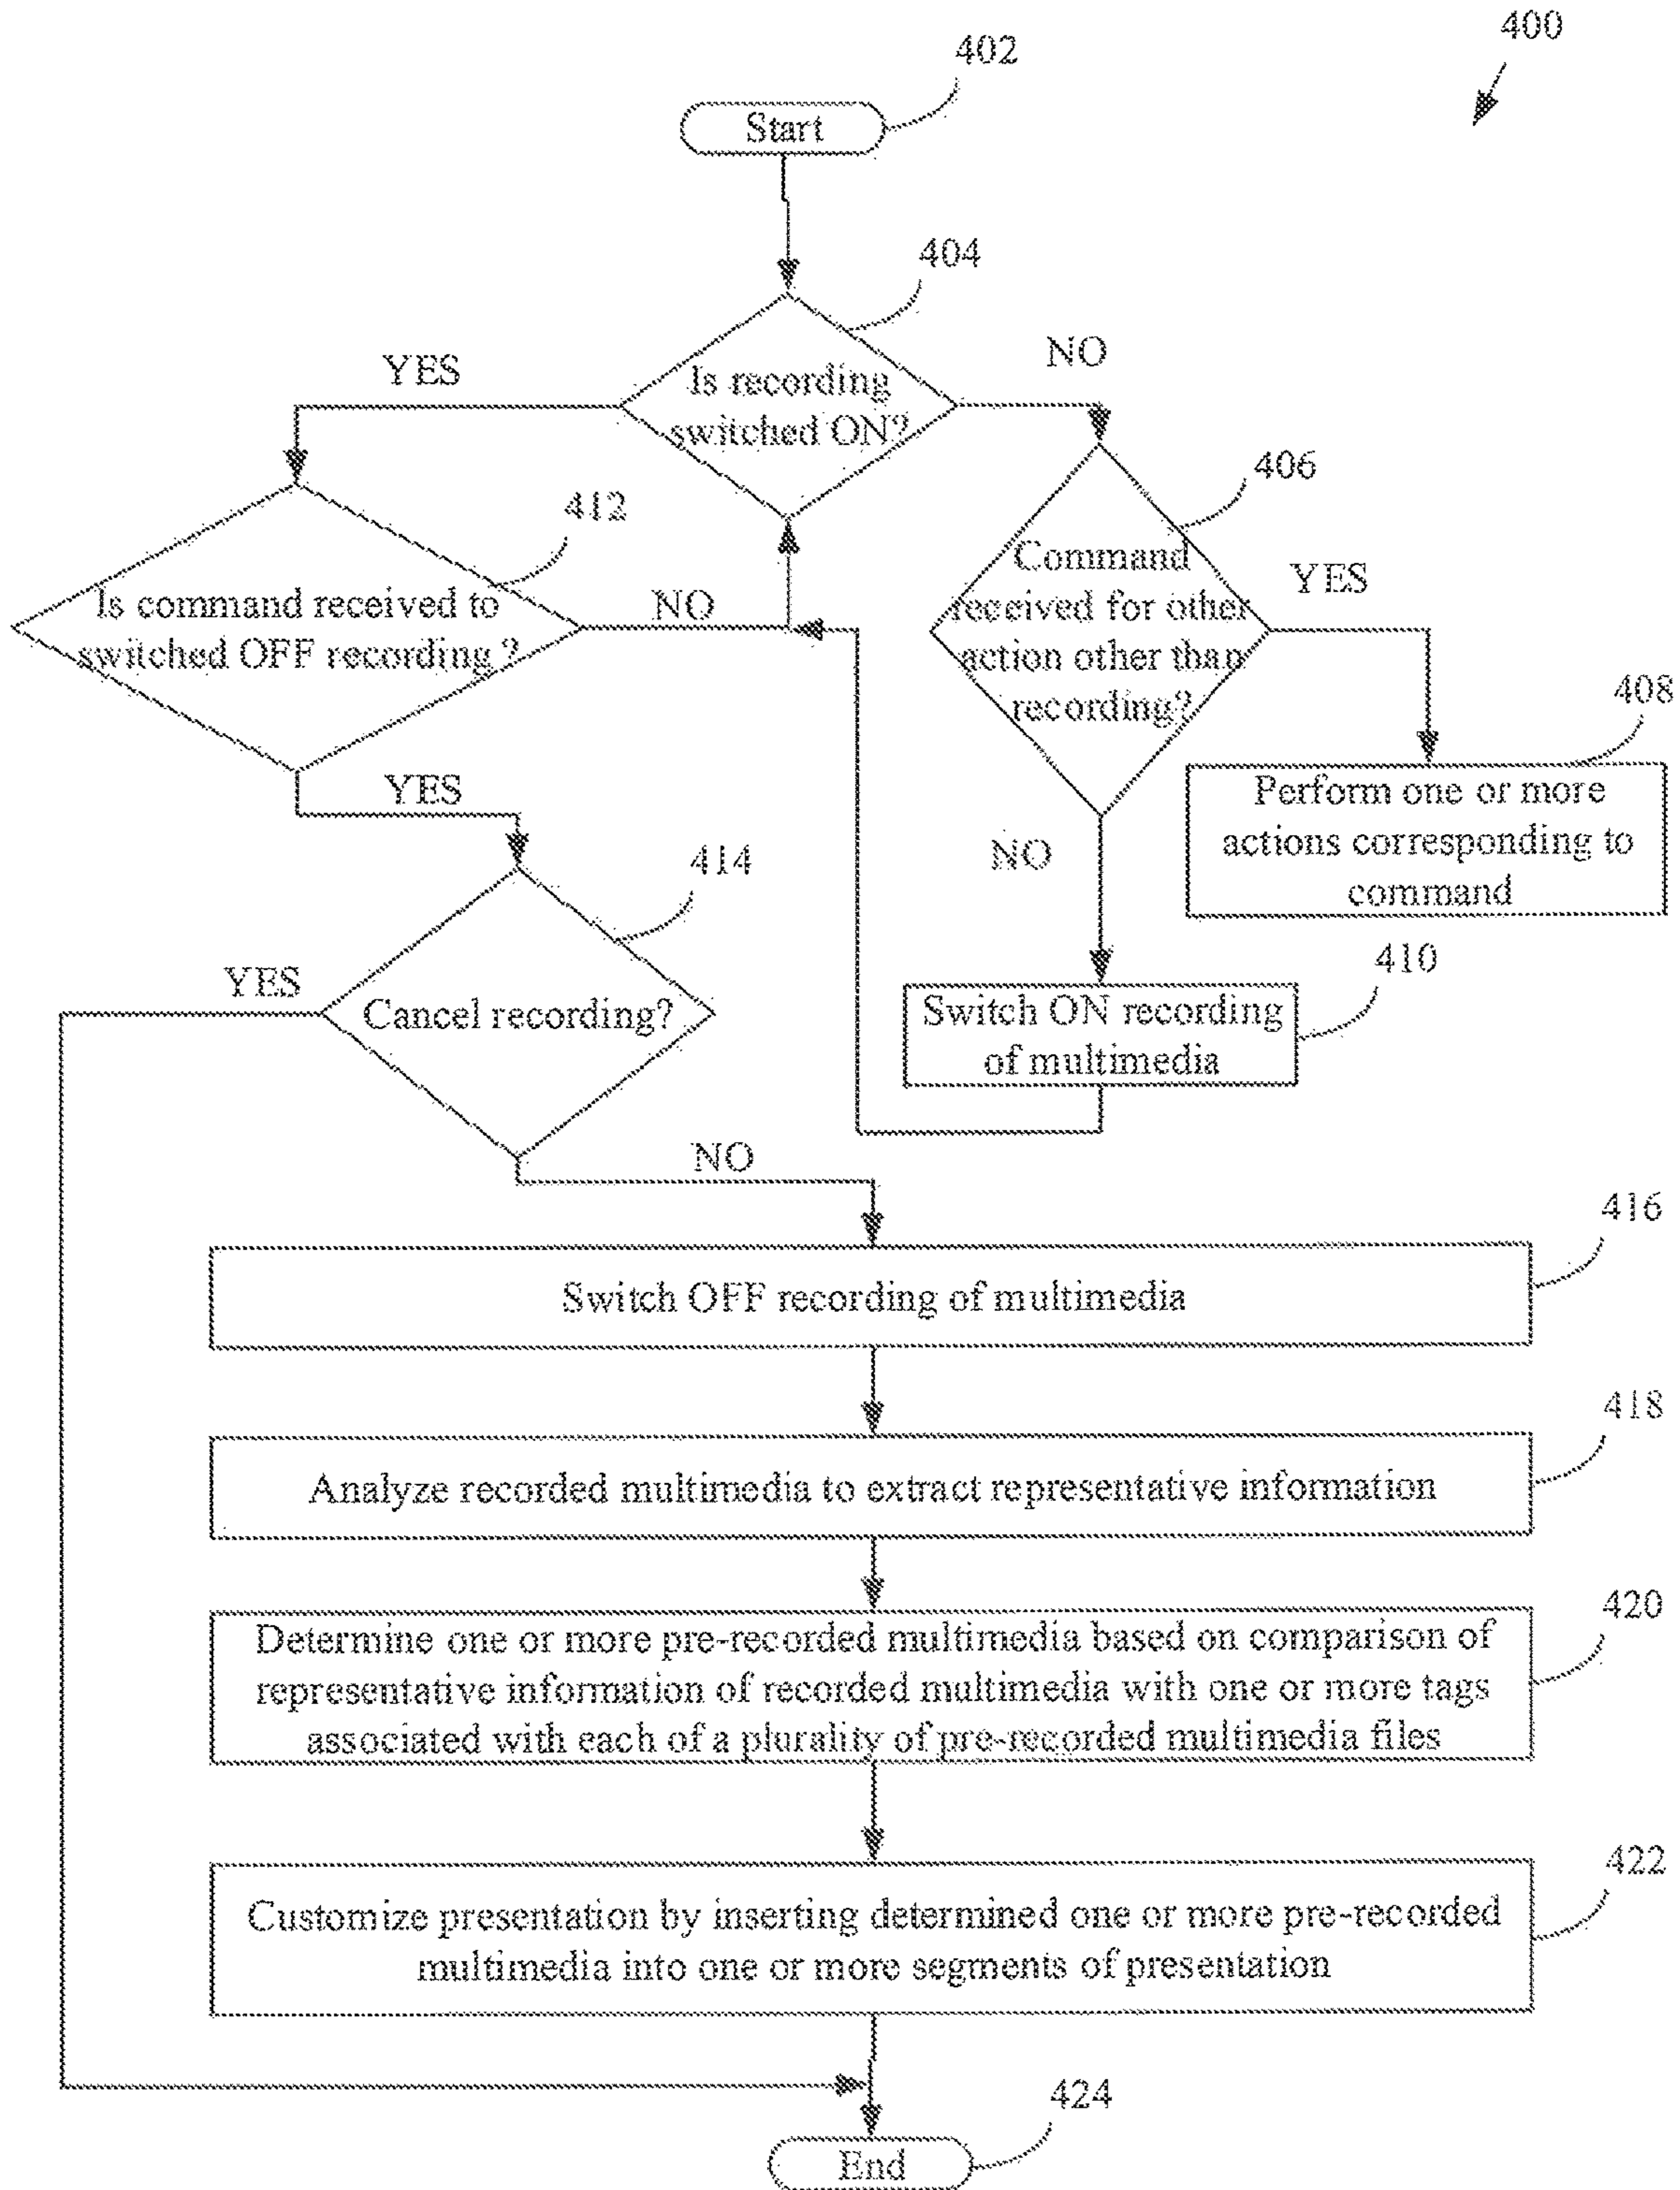 400
402
Start
404
YES
NO
Is recording
switched ON?
406
412
Command
received for other
action other than
recording?
YES
Is command received to
switched OFF recording ?
NO
408
Perform one or more
actions corresponding to
command
YES
414
NO
410
YES
Cancel recording?
Switch ON recording
of multimedia
NO
416
Switch OFF recording of multimedia
418
Analyze recorded multimedia to extract representative information
420
Determine one or more pre-recorded multimedia based on comparison of
representative information of recorded multimedia with one or more tags
associated with each of a plurality of pre-recorded multimedia files
422
Customize presentation by inserting determined one or more pre-recorded
multimedia into one or more segments of presentation
424
End